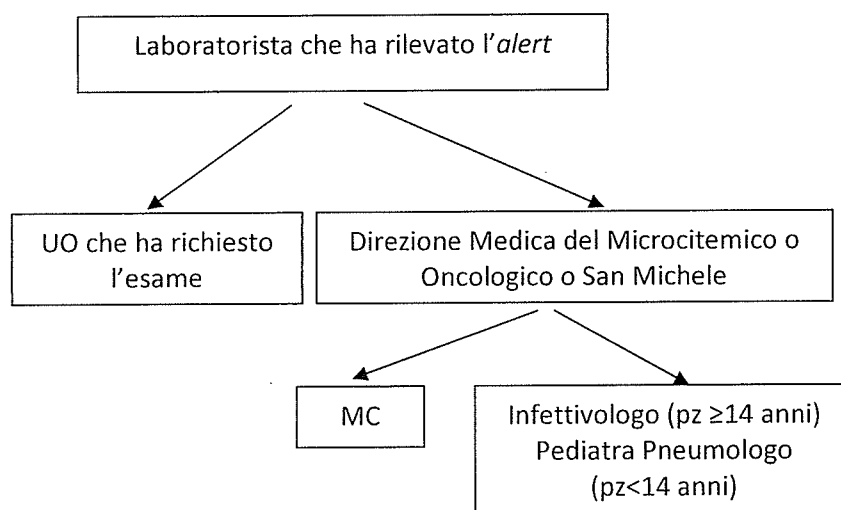 Laboratorista che ha rilevato l'alert
UO che ha richiesto
l'esame
Direzione Medica del Microcitemico o
Oncologico o San Michele
MC
Infettivologo (pz ≥14 anni)
Pediatra Pneumologo
(pz<14 anni)